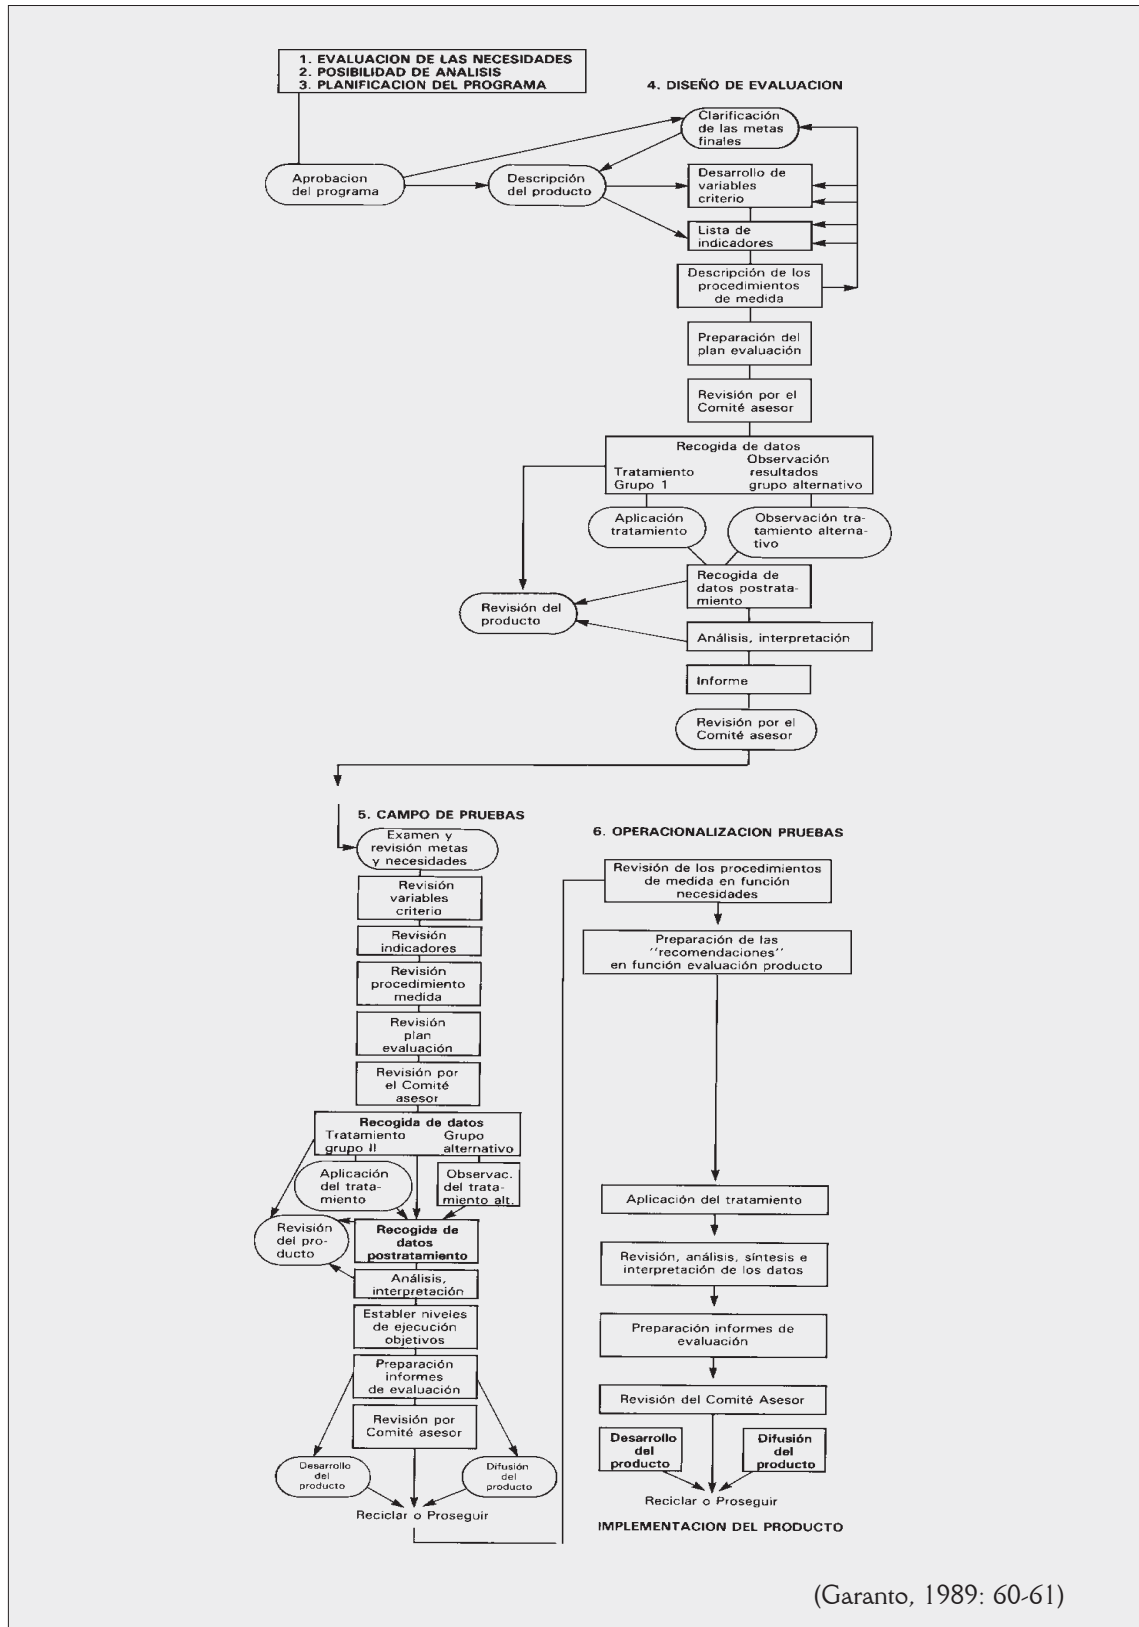 1. EVALUACION DE LAS NECESIDADES
2. POSIBILIDAD DE ANALISIS
3. PLANIFICACION DEL PROGRAMA
4. DISEÑO DE EVALUACION
Clarificación
de las metas
finales
Aprobacion
del programa
Descripción
del producto
Desarrollo de
variables
criterio
Lista de
indicadores
Descripción de los
procedimientos
de medida
Preparación del
plan evaluación
Revisión por el
Comité asesor
Recogida de datos
Tratamiento
Grupo 1
Observación
resultados
grupo alternativo
Aplicación
tratamiento
Observación tra-
tamiento alterna-
tivo
Recogida de
datos postrata-
miento
Revisión del
producto
Análisis, interpretación
Informe
Revisión por el
Comité asesor
5. CAMPO DE PRUEBAS
Examen y
revisión metas
y necesidades
Revisión
variables
criterio
Revisión
indicadores
Revisión
procedimiento
medida
Revisión
plan
evaluación
Revisión por
el Comité
asesor
Recogida de datos
Tratamiento
grupo II
Grupo
alternativo
Aplicación
del trata-
miento
Observac.
del trata-
miento alt.
Revisión
del pro-
ducto
Recogida de
datos
postratamiento
Análisis,
interpretación
Establer niveles
de ejecución
objetivos
Preparación
informes
de evaluación
Revisión por
Comité asesor
Desarrollo
del
producto
Difusión
del
producto
Reciclar o Proseguir
6. OPERACIONALIZACION PRUEBAS
Revisión de los procedimientos
de medida en función
necesidades
Preparación de las
"recomendaciones"
en función evaluación producto
Aplicación del tratamiento
Revisión, análisis, síntesis e
interpretación de los datos
Preparación informes de
evaluación
Revisión del Comité Asesor
Desarrollo
del
producto
Difusión
del
producto
Reciclar o Proseguir
IMPLEMENTACION DEL PRODUCTO
(Garanto, 1989: 60-61)